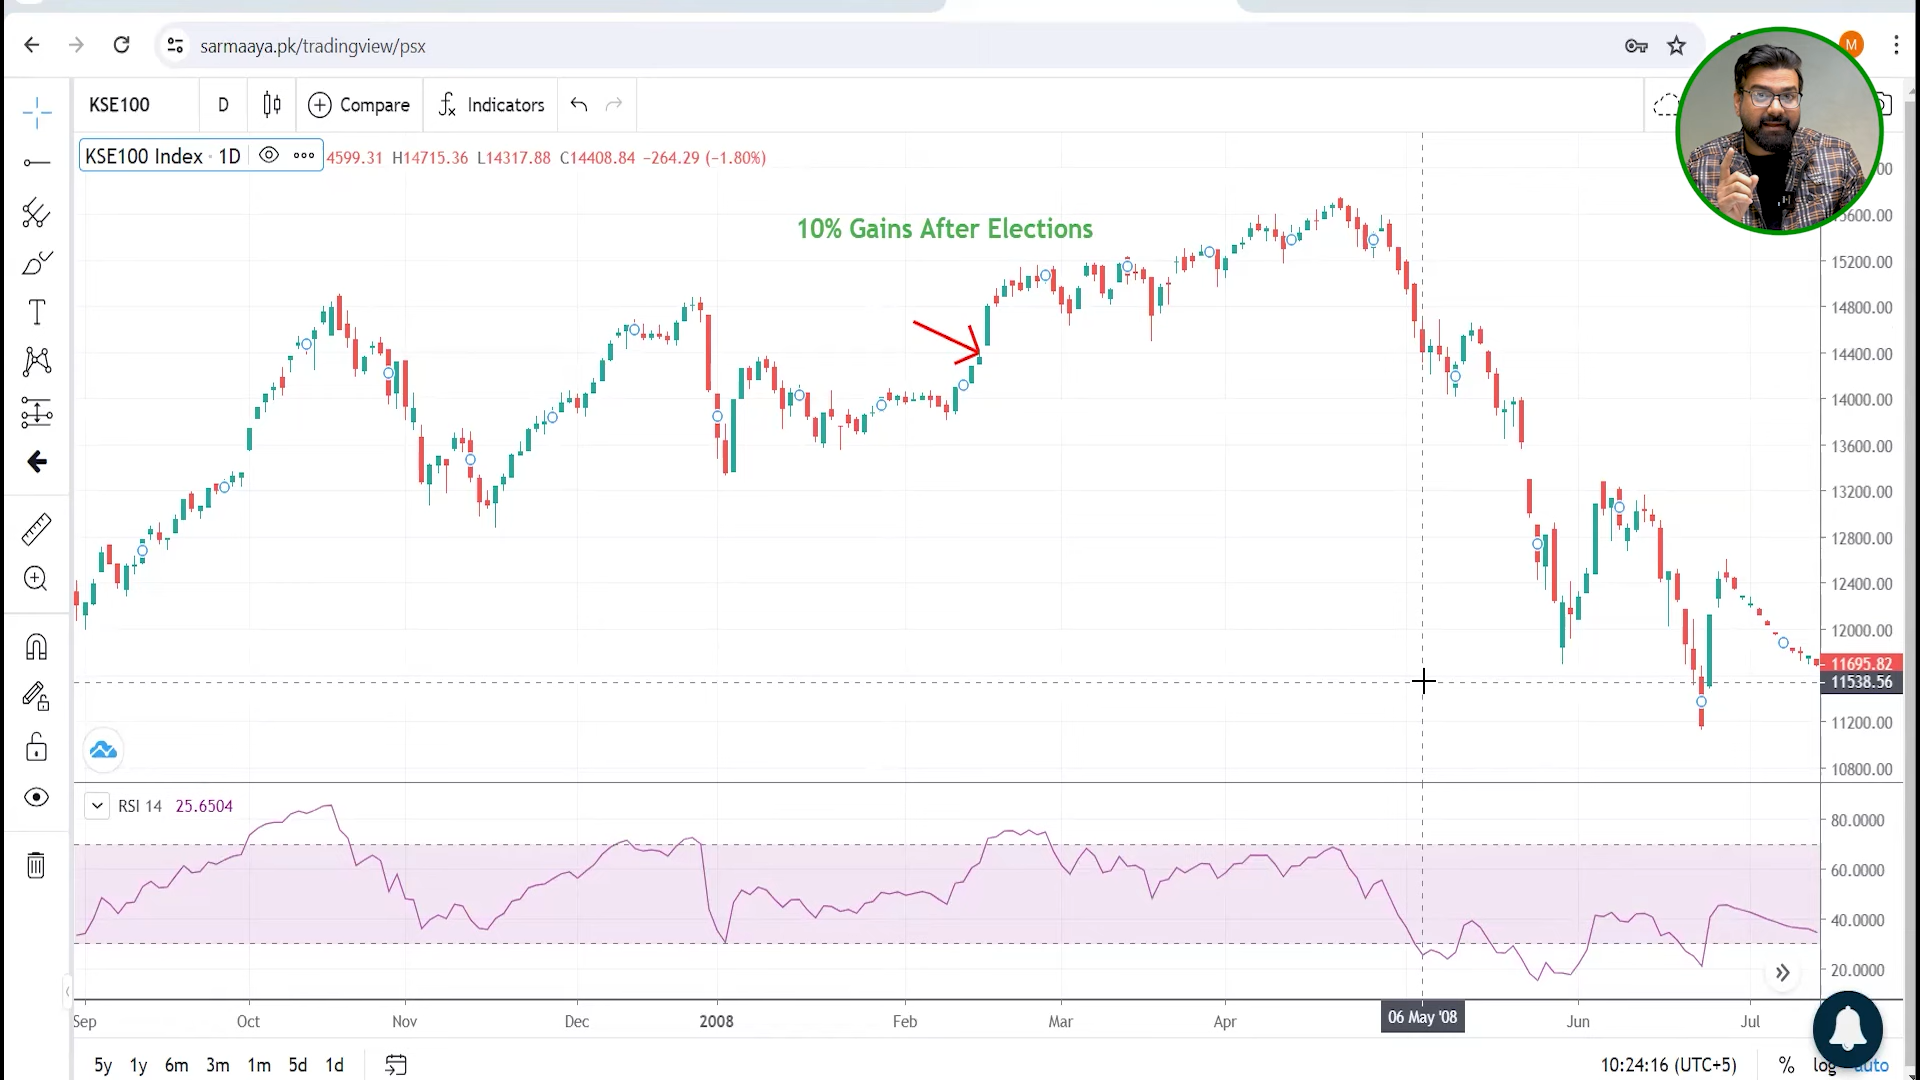 sarmaaya.pk/tradingview/psx
M
KSE100 D Compare Indicators
KSE100 Index · 1D 4599.31 H14715.36 L14317.88 C14408.84 −264.29 (−1.80%)
10% Gains After Elections
5600.00
15200.00
14800.00
14400.00
14000.00
13600.00
13200.00
12800.00
12400.00
12000.00
11695.82
11538.56
11200.00
10800.00
RSI 14 25.6504
80.0000
60.0000
40.0000
20.0000
Sep Oct Nov Dec 2008 Feb Mar Apr 06 May '08 Jun Jul
5y 1y 6m 3m 1m 5d 1d 10:24:16 (UTC+5) % log auto